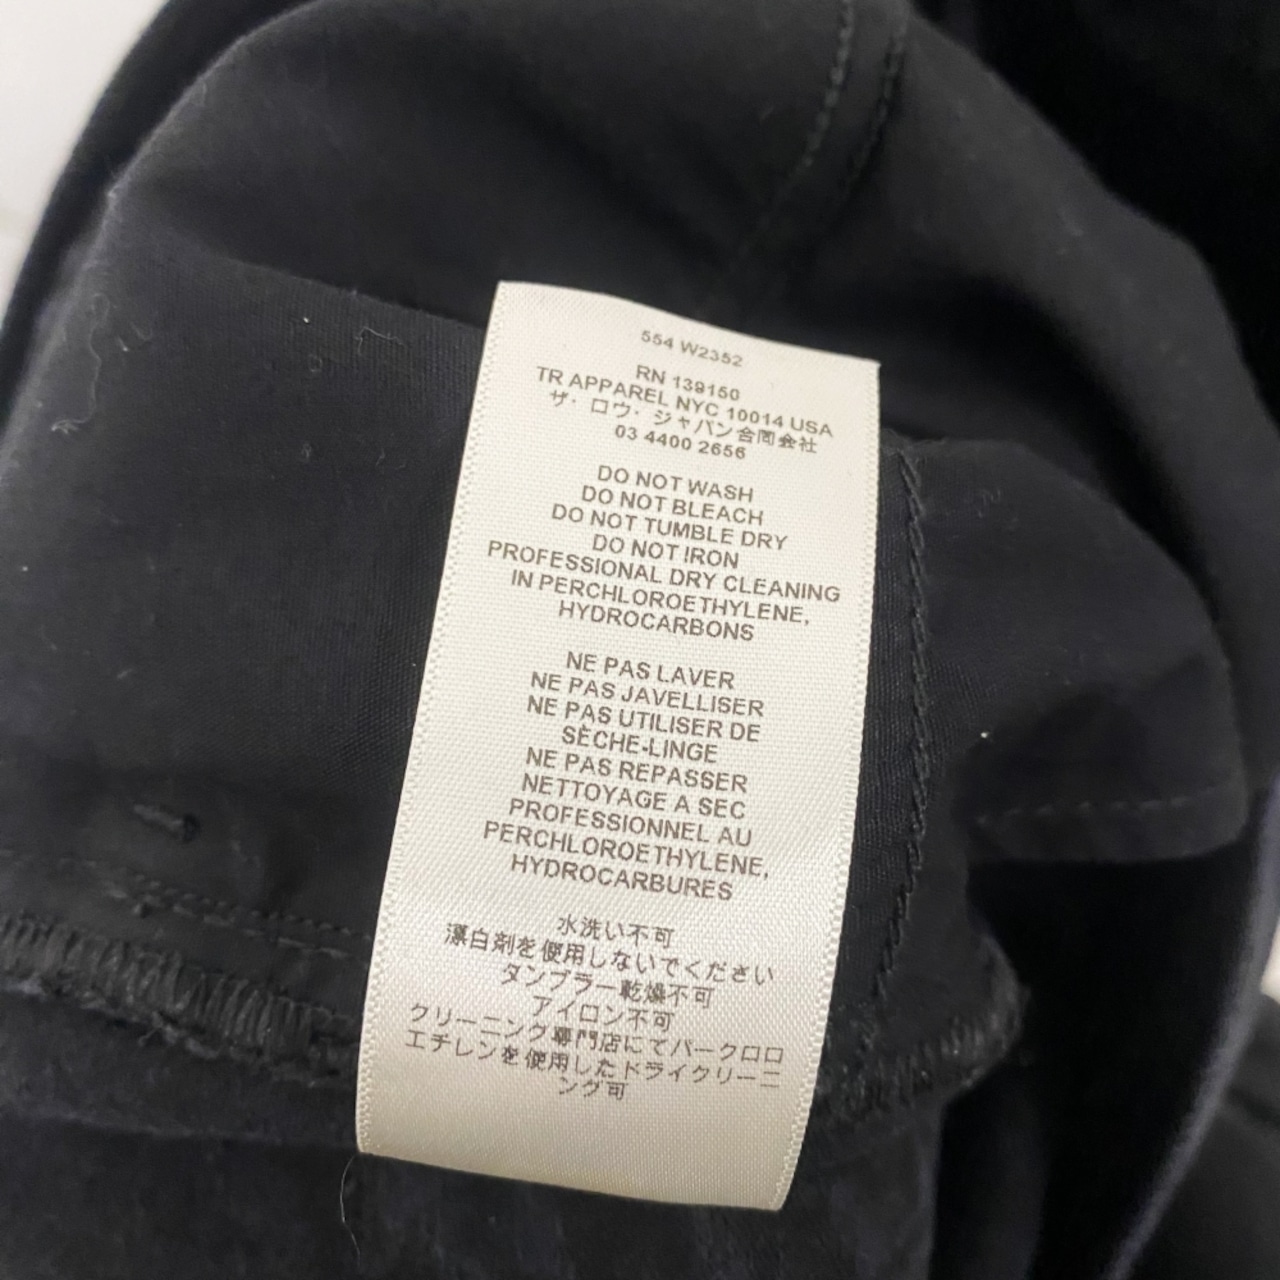 554 W2352
RN 139150
TR APPAREL NYC 10014 USA
ザ・ロウ・ジャパン合同会社
03 4400 2656
DO NOT WASH
DO NOT BLEACH
DO NOT TUMBLE DRY
DO NOT IRON
PROFESSIONAL DRY CLEANING
IN PERCHLOROETHYLENE,
HYDROCARBONS
NE PAS LAVER
NE PAS JAVELLISER
NE PAS UTILISER DE
SÈCHE-LINGE
NE PAS REPASSER
NETTOYAGE A SEC
PROFESSIONNEL AU
PERCHLOROETHYLENE,
HYDROCARBURES
水洗い不可
漂白剤を使用しないでください
タンブラー乾燥不可
アイロン不可
クリーニング専門店にてパークロロ
エチレンを使用したドライクリーニ
ング可